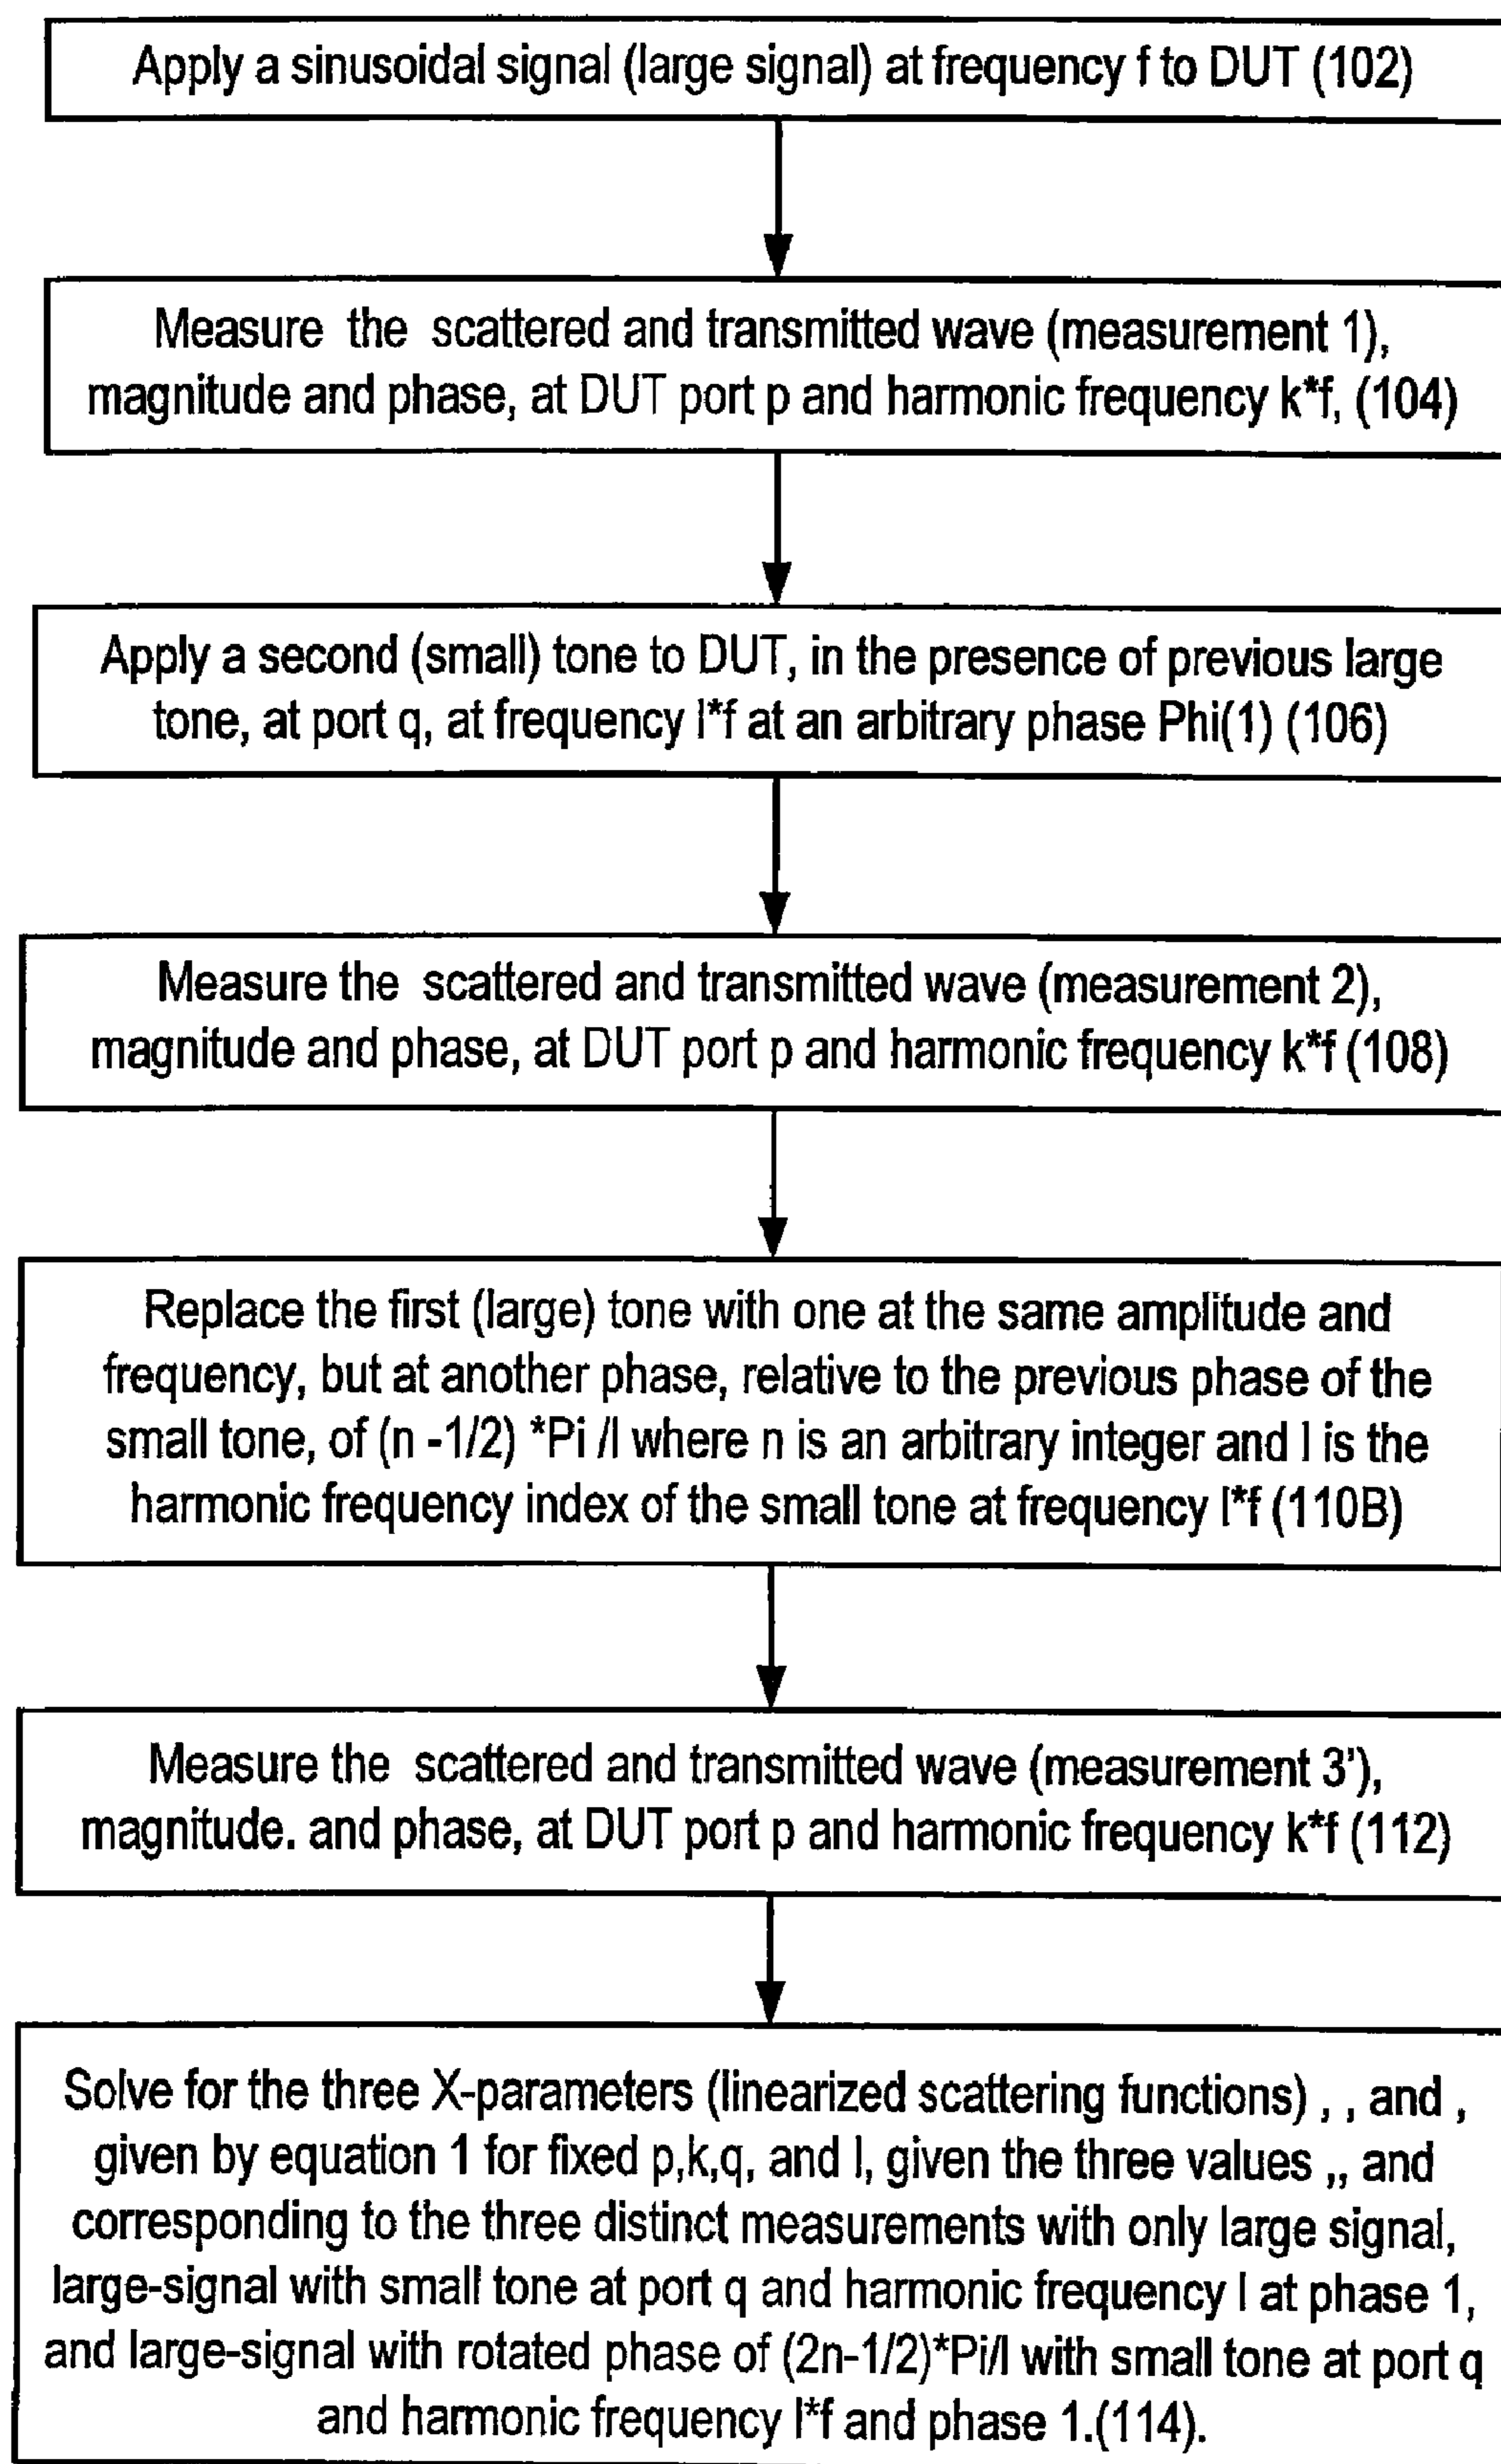 Apply a sinusoidal signal (large signal) at frequency f to DUT (102)
Measure the scattered and transmitted wave (measurement 1),
magnitude and phase, at DUT port p and harmonic frequency k*f, (104)
Apply a second (small) tone to DUT, in the presence of previous large
tone, at port q, at frequency l*f at an arbitrary phase Phi(1) (106)
Measure the scattered and transmitted wave (measurement 2),
magnitude and phase, at DUT port p and harmonic frequency k*f (108)
Replace the first (large) tone with one at the same amplitude and
frequency, but at another phase, relative to the previous phase of the
small tone, of (n -1/2) *Pi /l where n is an arbitrary integer and l is the
harmonic frequency index of the small tone at frequency l*f (110B)
Measure the scattered and transmitted wave (measurement 3'),
magnitude. and phase, at DUT port p and harmonic frequency k*f (112)
Solve for the three X-parameters (linearized scattering functions) , , and ,
given by equation 1 for fixed p,k,q, and l, given the three values ,, and
corresponding to the three distinct measurements with only large signal,
large-signal with small tone at port q and harmonic frequency l at phase 1,
and large-signal with rotated phase of (2n-1/2)*Pi/l with small tone at port q
and harmonic frequency l*f and phase 1.(114).